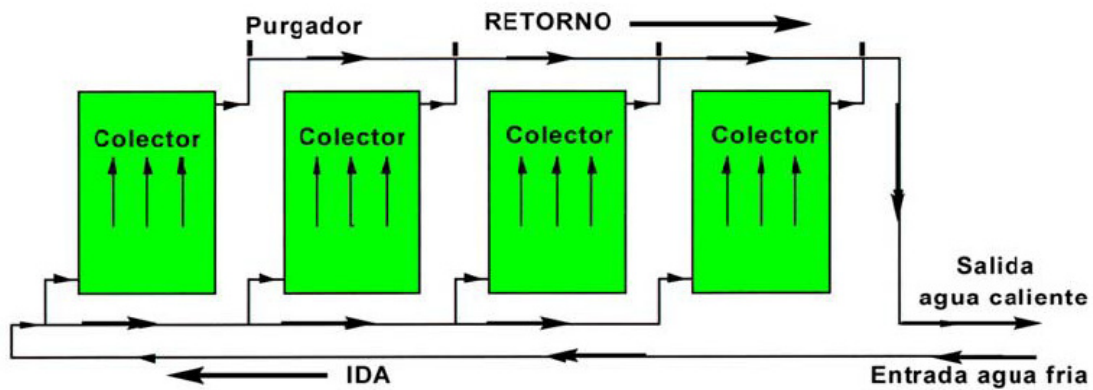 Purgador
RETORNO
Colector
Colector
Colector
Colector
Salida
agua caliente
IDA
Entrada agua fria